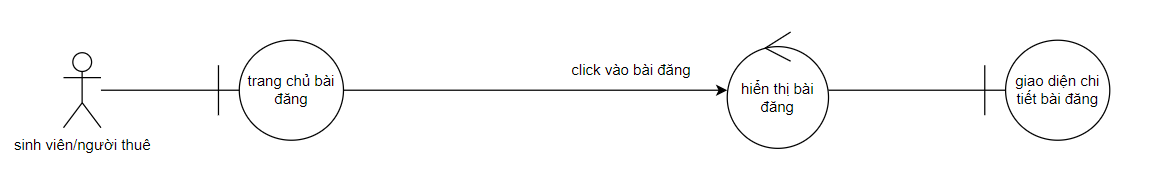 click vào bài đăng
trang chủ bài
đăng
hiển thị bài
đăng
giao diện chi
tiết bài đăng
sinh viên/người thuê